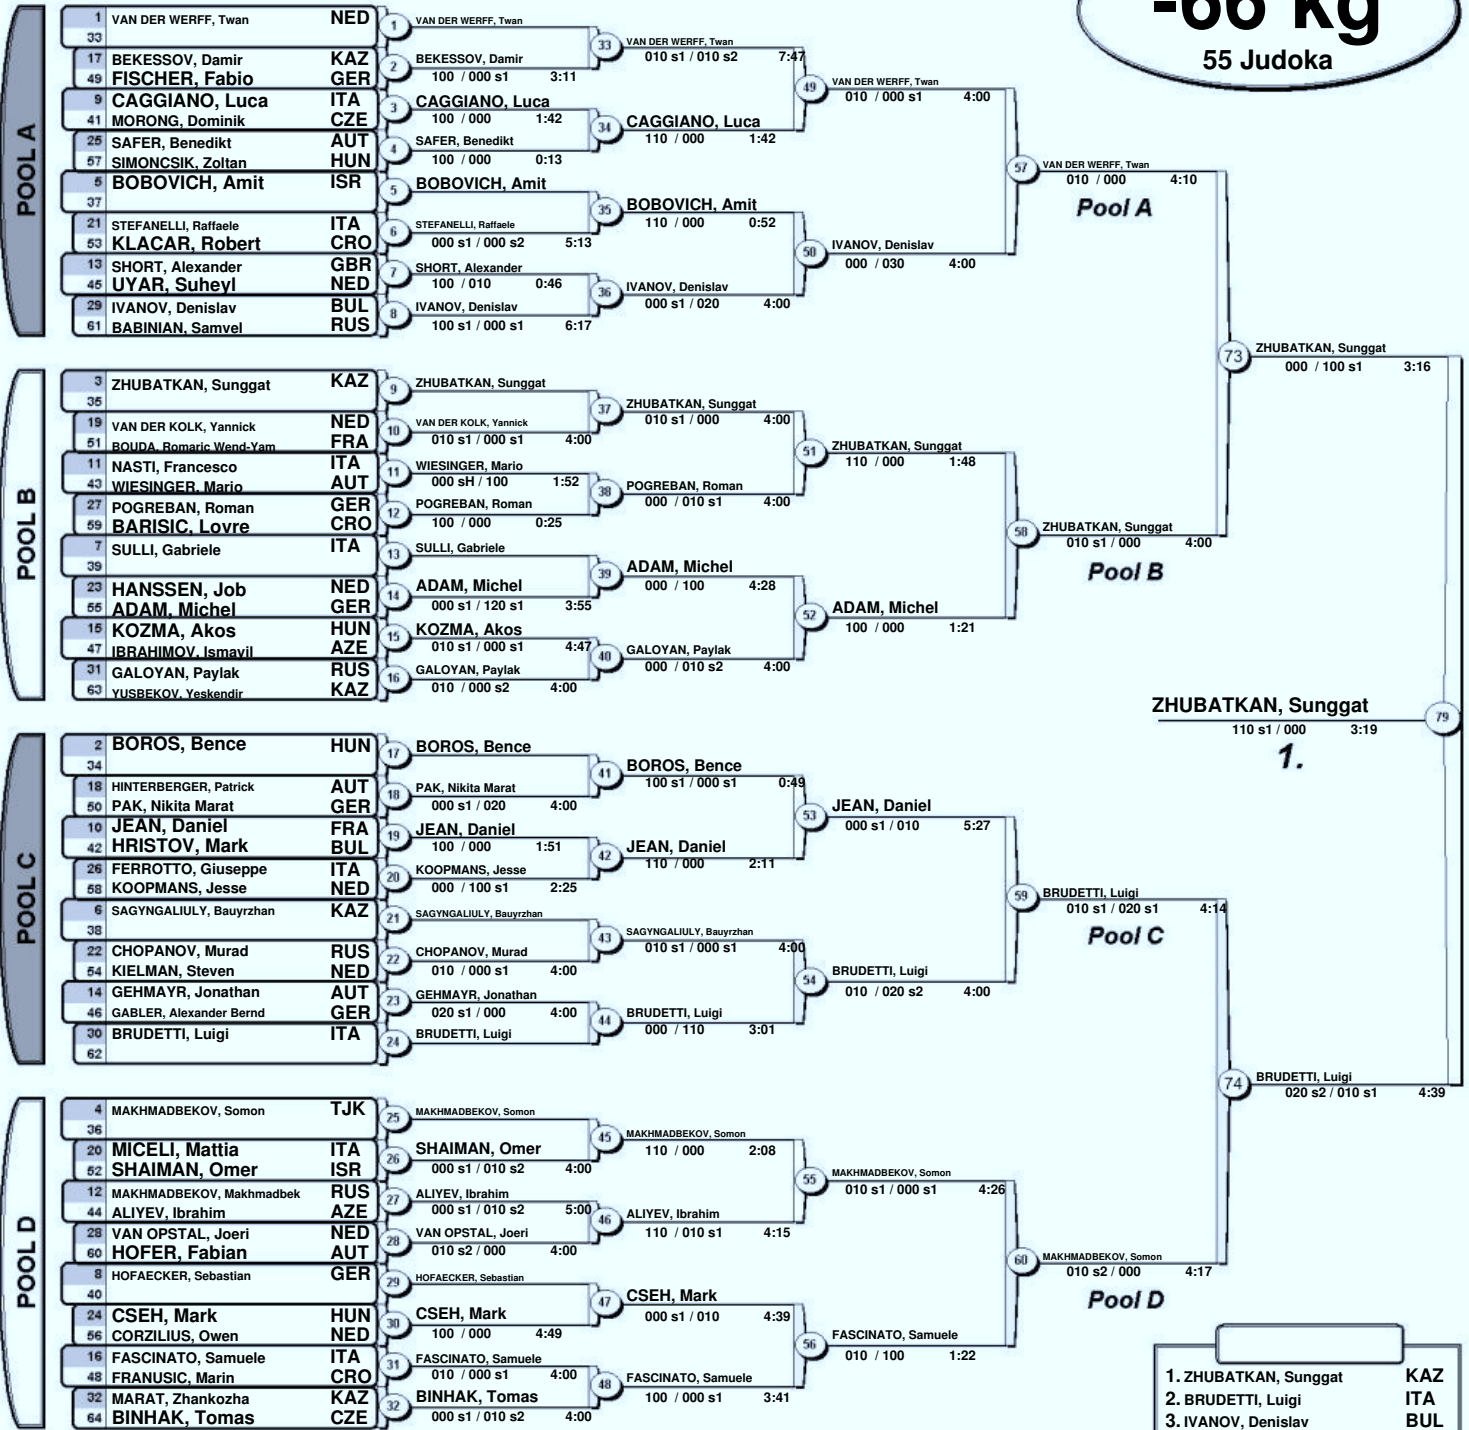 -66 kg
55 Judoka
POOL A
1 VAN DER WERFF, Twan NED
33
17 BEKESSOV, Damir KAZ
49 FISCHER, Fabio GER
9 CAGGIANO, Luca ITA
41 MORONG, Dominik CZE
25 SAFER, Benedikt AUT
57 SIMONCSIK, Zoltan HUN
5 BOBOVICH, Amit ISR
37
21 STEFANELLI, Raffaele ITA
53 KLACAR, Robert CRO
13 SHORT, Alexander GBR
45 UYAR, Suheyl NED
29 IVANOV, Denislav BUL
61 BABINIAN, Samvel RUS
1 VAN DER WERFF, Twan
2 BEKESSOV, Damir
100 / 000 s1 3:11
3 CAGGIANO, Luca
100 / 000 1:42
4 SAFER, Benedikt
100 / 000 0:13
5 BOBOVICH, Amit
6 STEFANELLI, Raffaele
000 s1 / 000 s2 5:13
7 SHORT, Alexander
100 / 010 0:46
8 IVANOV, Denislav
100 s1 / 000 s1 6:17
33 VAN DER WERFF, Twan
010 s1 / 010 s2 7:47
34 CAGGIANO, Luca
110 / 000 1:42
35 BOBOVICH, Amit
110 / 000 0:52
36 IVANOV, Denislav
000 s1 / 020 4:00
49 VAN DER WERFF, Twan
010 / 000 s1 4:00
50 IVANOV, Denislav
000 / 030 4:00
57 VAN DER WERFF, Twan
010 / 000 4:10
Pool A
POOL B
3 ZHUBATKAN, Sunggat KAZ
35
19 VAN DER KOLK, Yannick NED
51 BOUDA, Romaric Wend-Yam FRA
11 NASTI, Francesco ITA
43 WIESINGER, Mario AUT
27 POGREBAN, Roman GER
59 BARISIC, Lovre CRO
7 SULLI, Gabriele ITA
39
23 HANSSEN, Job NED
55 ADAM, Michel GER
15 KOZMA, Akos HUN
47 IBRAHIMOV, Ismayil AZE
31 GALOYAN, Paylak RUS
63 YUSBEKOV, Yeskendir KAZ
9 ZHUBATKAN, Sunggat
10 VAN DER KOLK, Yannick
010 s1 / 000 s1 4:00
11 WIESINGER, Mario
000 sH / 100 1:52
12 POGREBAN, Roman
100 / 000 0:25
13 SULLI, Gabriele
14 ADAM, Michel
000 s1 / 120 s1 3:55
15 KOZMA, Akos
010 s1 / 000 s1 4:47
16 GALOYAN, Paylak
010 / 000 s2 4:00
37 ZHUBATKAN, Sunggat
010 s1 / 000 4:00
38 POGREBAN, Roman
000 / 010 s1 4:00
39 ADAM, Michel
000 / 100 4:28
40 GALOYAN, Paylak
000 / 010 s2 4:00
51 ZHUBATKAN, Sunggat
110 / 000 1:48
52 ADAM, Michel
100 / 000 1:21
58 ZHUBATKAN, Sunggat
010 s1 / 000 4:00
Pool B
73 ZHUBATKAN, Sunggat
000 / 100 s1 3:16
ZHUBATKAN, Sunggat 79
110 s1 / 000 3:19
1.
POOL C
2 BOROS, Bence HUN
34
18 HINTERBERGER, Patrick AUT
50 PAK, Nikita Marat GER
10 JEAN, Daniel FRA
42 HRISTOV, Mark BUL
26 FERROTTO, Giuseppe ITA
58 KOOPMANS, Jesse NED
6 SAGYNGALIULY, Bauyrzhan KAZ
38
22 CHOPANOV, Murad RUS
54 KIELMAN, Steven NED
14 GEHMAYR, Jonathan AUT
46 GABLER, Alexander Bernd GER
30 BRUDETTI, Luigi ITA
62
17 BOROS, Bence
18 PAK, Nikita Marat
000 s1 / 020 4:00
19 JEAN, Daniel
100 / 000 1:51
20 KOOPMANS, Jesse
000 / 100 s1 2:25
21 SAGYNGALIULY, Bauyrzhan
22 CHOPANOV, Murad
010 / 000 s1 4:00
23 GEHMAYR, Jonathan
020 s1 / 000 4:00
24 BRUDETTI, Luigi
41 BOROS, Bence
100 s1 / 000 s1 0:49
42 JEAN, Daniel
110 / 000 2:11
43 SAGYNGALIULY, Bauyrzhan
010 s1 / 000 s1 4:00
44 BRUDETTI, Luigi
000 / 110 3:01
53 JEAN, Daniel
000 s1 / 010 5:27
54 BRUDETTI, Luigi
010 / 020 s2 4:00
59 BRUDETTI, Luigi
010 s1 / 020 s1 4:14
Pool C
74 BRUDETTI, Luigi
020 s2 / 010 s1 4:39
POOL D
4 MAKHMADBEKOV, Somon TJK
36
20 MICELI, Mattia ITA
52 SHAIMAN, Omer ISR
12 MAKHMADBEKOV, Makhmadbek RUS
44 ALIYEV, Ibrahim AZE
28 VAN OPSTAL, Joeri NED
60 HOFER, Fabian AUT
8 HOFAECKER, Sebastian GER
40
24 CSEH, Mark HUN
56 CORZILIUS, Owen NED
16 FASCINATO, Samuele ITA
48 FRANUSIC, Marin CRO
32 MARAT, Zhankozha KAZ
64 BINHAK, Tomas CZE
25 MAKHMADBEKOV, Somon
26 SHAIMAN, Omer
000 s1 / 010 s2 4:00
27 ALIYEV, Ibrahim
000 s1 / 010 s2 5:00
28 VAN OPSTAL, Joeri
010 s2 / 000 4:00
29 HOFAECKER, Sebastian
30 CSEH, Mark
100 / 000 4:49
31 FASCINATO, Samuele
010 / 000 s1 4:00
32 BINHAK, Tomas
000 s1 / 010 s2 4:00
45 MAKHMADBEKOV, Somon
110 / 000 2:08
46 ALIYEV, Ibrahim
110 / 010 s1 4:15
47 CSEH, Mark
000 s1 / 010 4:39
48 FASCINATO, Samuele
100 / 000 s1 3:41
55 MAKHMADBEKOV, Somon
010 s1 / 000 s1 4:26
56 FASCINATO, Samuele
010 / 100 1:22
60 MAKHMADBEKOV, Somon
010 s2 / 000 4:17
Pool D
1. ZHUBATKAN, Sunggat KAZ
2. BRUDETTI, Luigi ITA
3. IVANOV, Denislav BUL